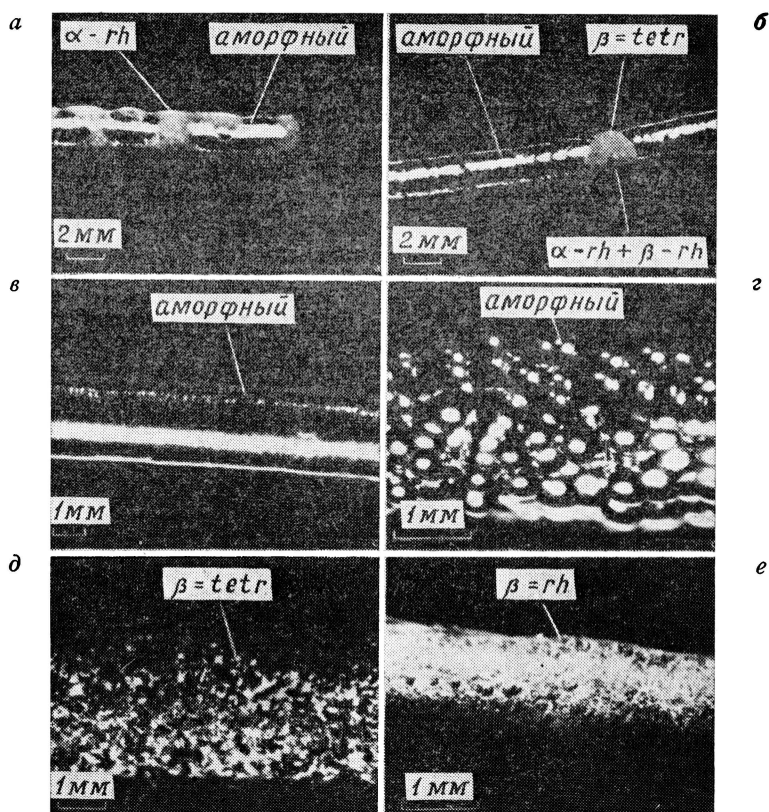 а
α - rh
аморфный
2 мм
б
аморфный
β = tetr
2 мм
α - rh + β - rh
в
аморфный
1 мм
г
аморфный
1 мм
д
β = tetr
1 мм
е
β = rh
1 мм